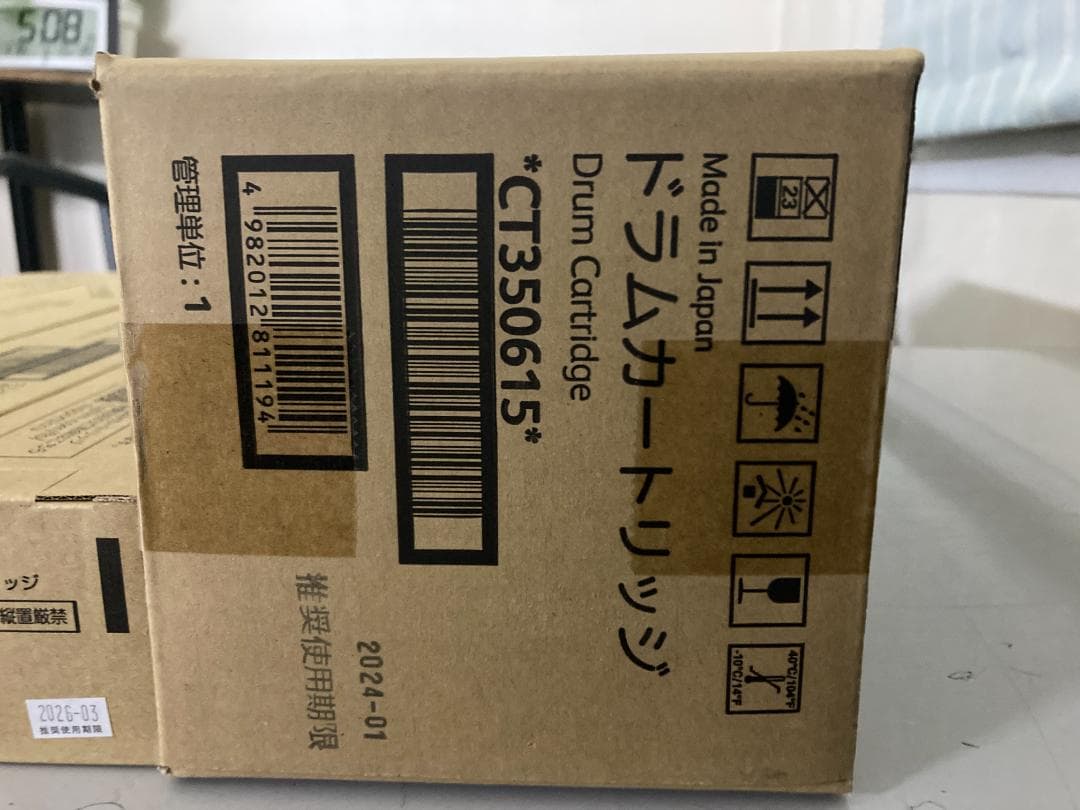 508
23
40°C/104°F
-10°C/14°F
Made in Japan
ドラムカートリッジ
Drum Cartridge
*CT350615*
4 982012 811194
管理単位：1
2024-01
推奨使用期限
ッジ
縦置厳禁
2026-03
推奨使用期限